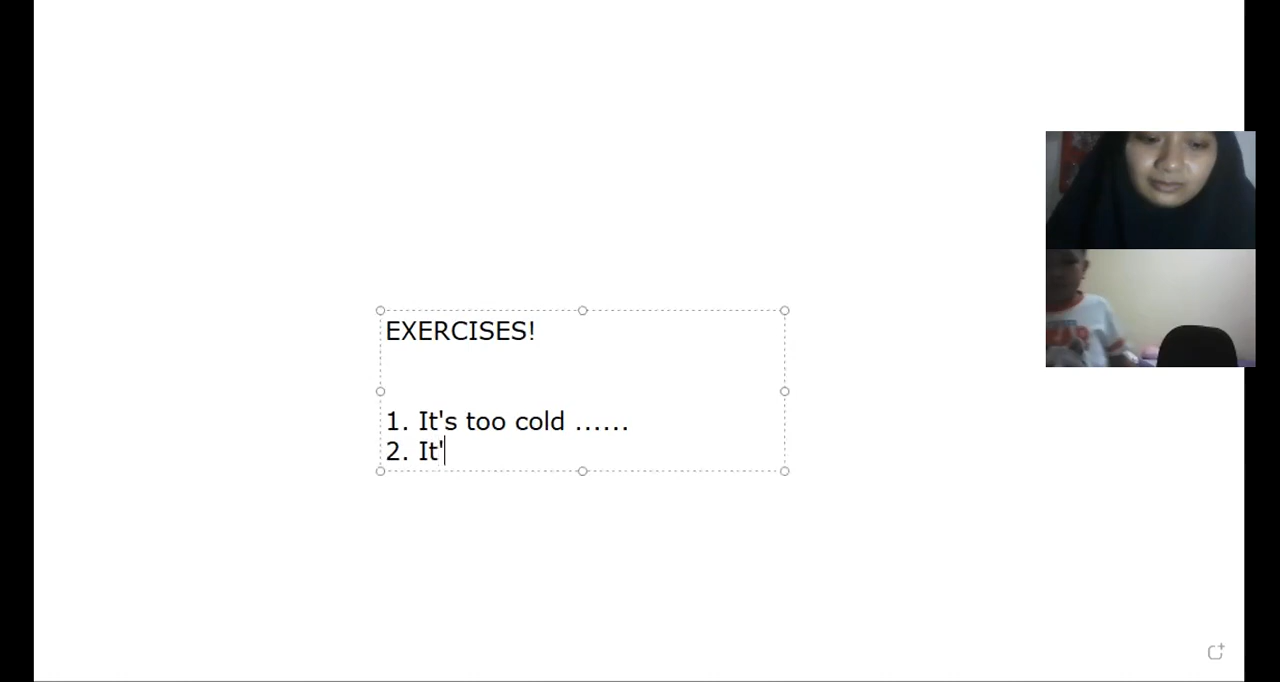 EXERCISES!
1. It's too cold ......
2. It'